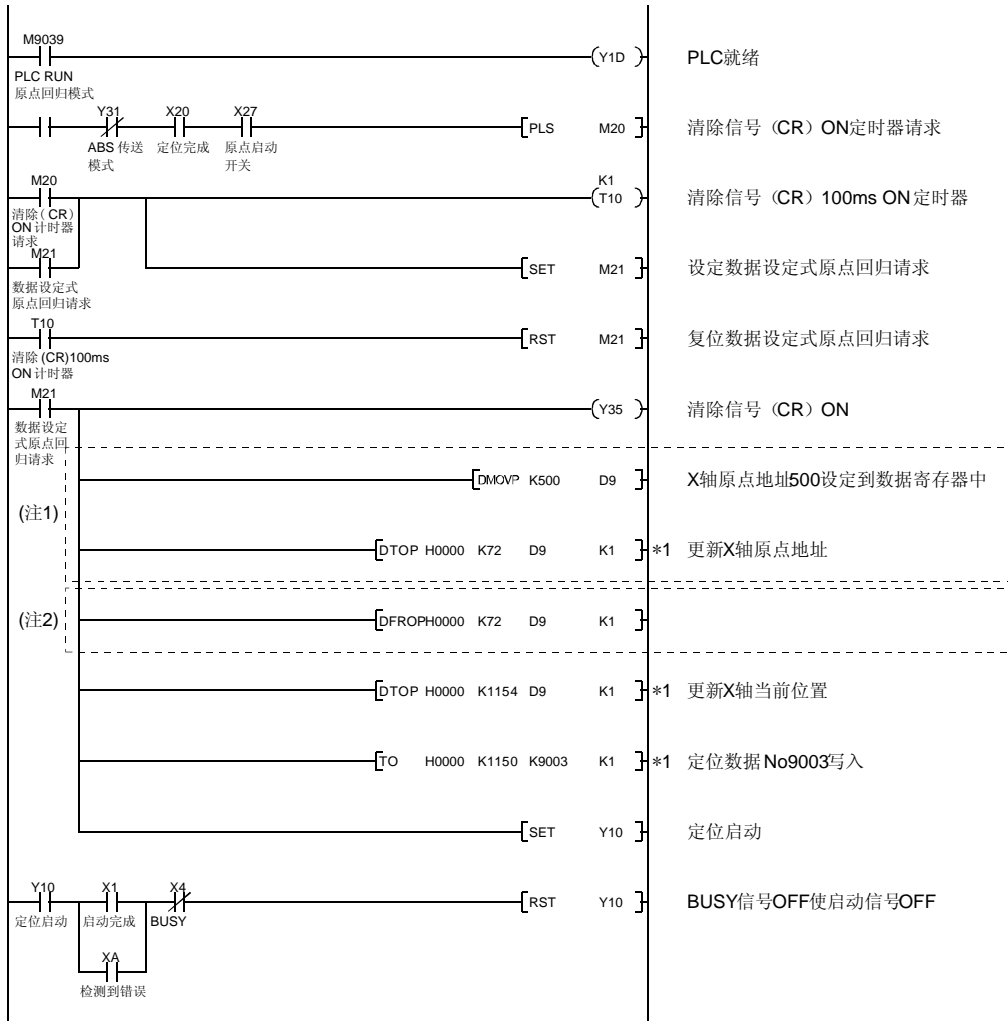 M9039
Y1D
PLC就绪
PLC RUN
原点回归模式
Y31 X20 X27
PLS M20
清除信号（CR）ON定时器请求
ABS 传送 定位完成 原点启动
模式 开关
M20
K1
T10
清除信号（CR）100ms ON 定时器
清除( CR)
ON 计时器
请求
M21
SET M21
设定数据设定式原点回归请求
数据设定式
原点回归请求
T10
RST M21
复位数据设定式原点回归请求
清除 (CR)100ms
ON 计时器
M21
Y35
清除信号（CR）ON
数据设定
式原点回
归请求
DMOVP K500 D9
X轴原点地址500设定到数据寄存器中
(注1)
DTOP H0000 K72 D9 K1 *1 更新X轴原点地址
(注2)
DFROPH0000 K72 D9 K1
DTOP H0000 K1154 D9 K1 *1 更新X轴当前位置
TO H0000 K1150 K9003 K1 *1 定位数据 No9003写入
SET Y10
定位启动
Y10 X1 X4
RST Y10
BUSY信号OFF使启动信号OFF
定位启动 启动完成 BUSY
XA
检测到错误